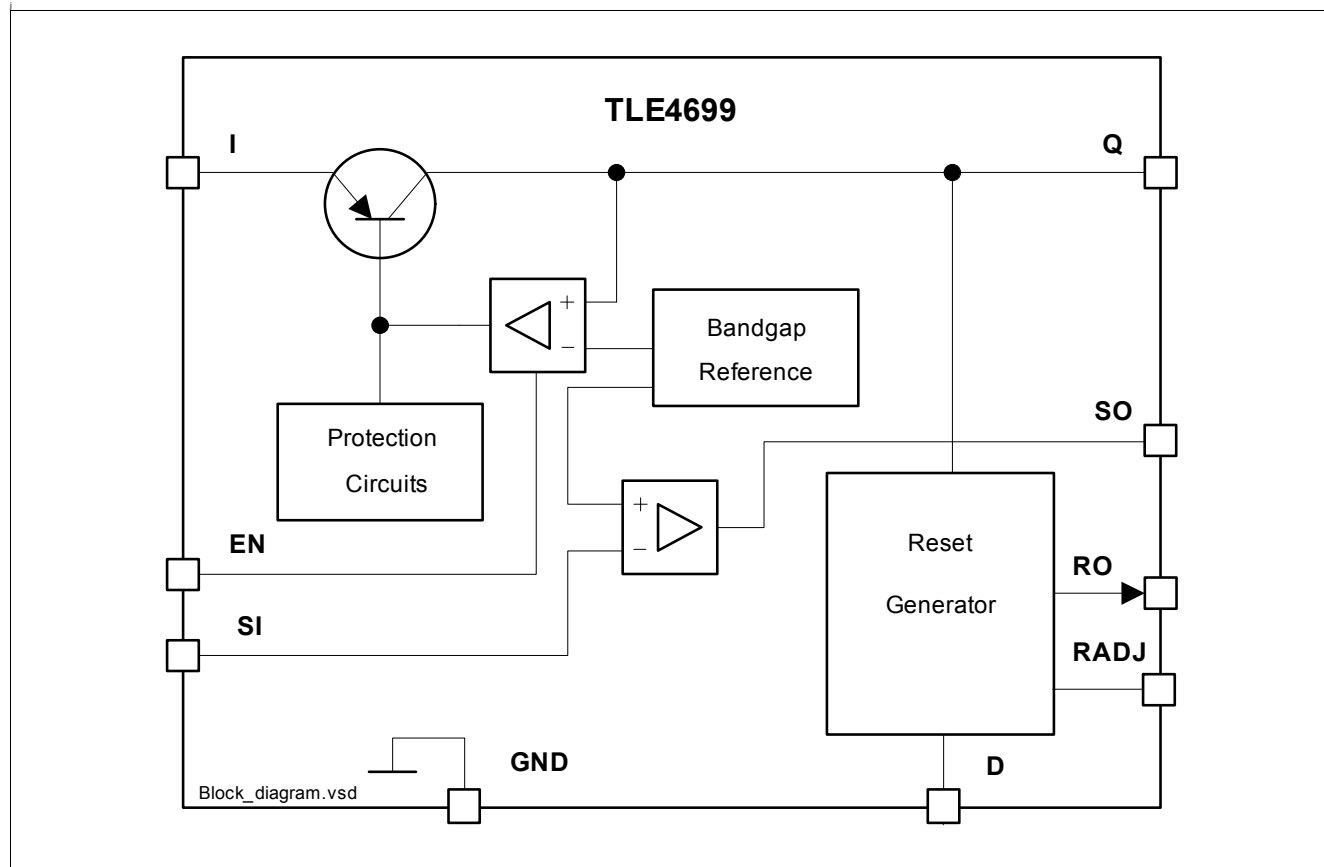 TLE4699
I
Q
+
−
Bandgap
Reference
Protection
Circuits
SO
+
−
EN
Reset
Generator
RO
SI
RADJ
GND
D
Block_diagram.vsd